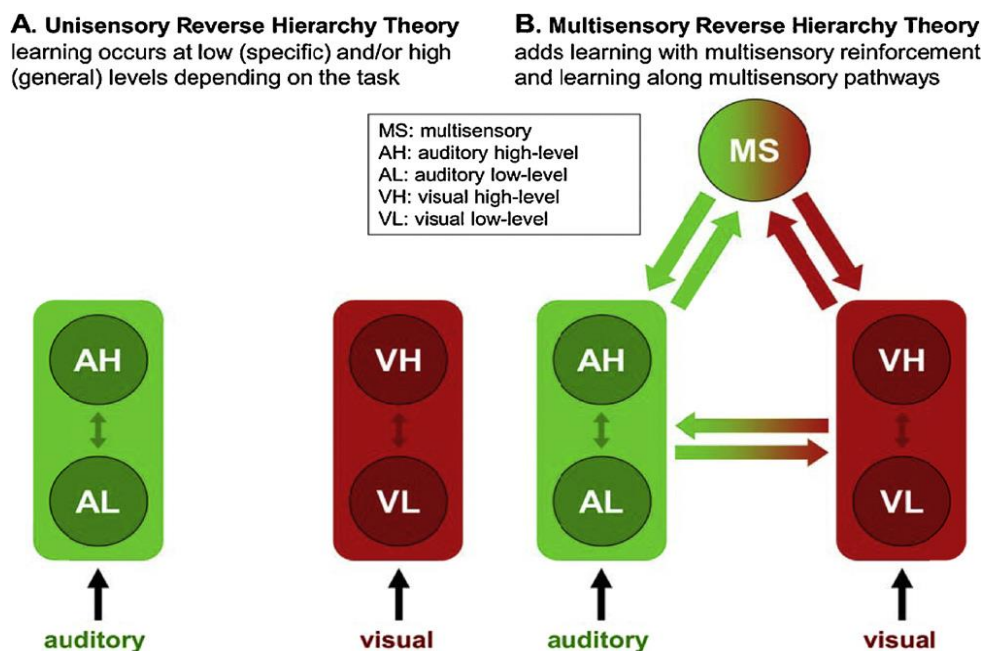 A. Unisensory Reverse Hierarchy Theory
learning occurs at low (specific) and/or high
(general) levels depending on the task
B. Multisensory Reverse Hierarchy Theory
adds learning with multisensory reinforcement
and learning along multisensory pathways
MS: multisensory
AH: auditory high-level
AL: auditory low-level
VH: visual high-level
VL: visual low-level
MS
AH
VH
AH
VH
AL
VL
AL
VL
auditory
visual
auditory
visual